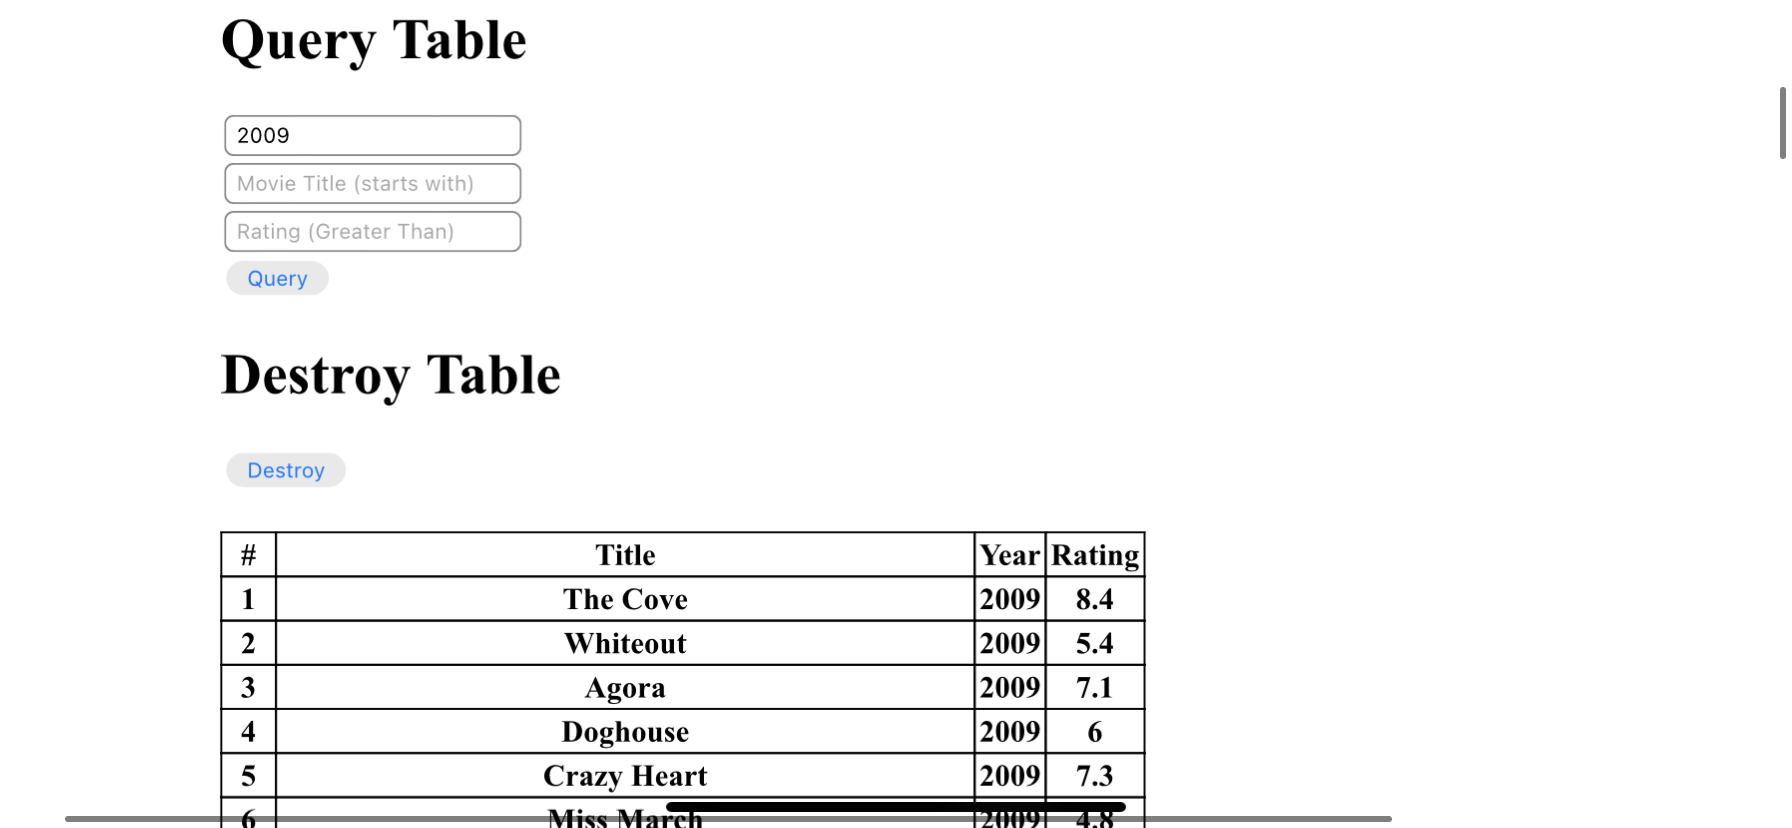 Query Table
2009
Movie Title (starts with)
Rating (Greater Than)
Query
Destroy Table
Destroy
# Title Year Rating
1 The Cove 2009 8.4
2 Whiteout 2009 5.4
3 Agora 2009 7.1
4 Doghouse 2009 6
5 Crazy Heart 2009 7.3
6 Miss March 2009 4.8